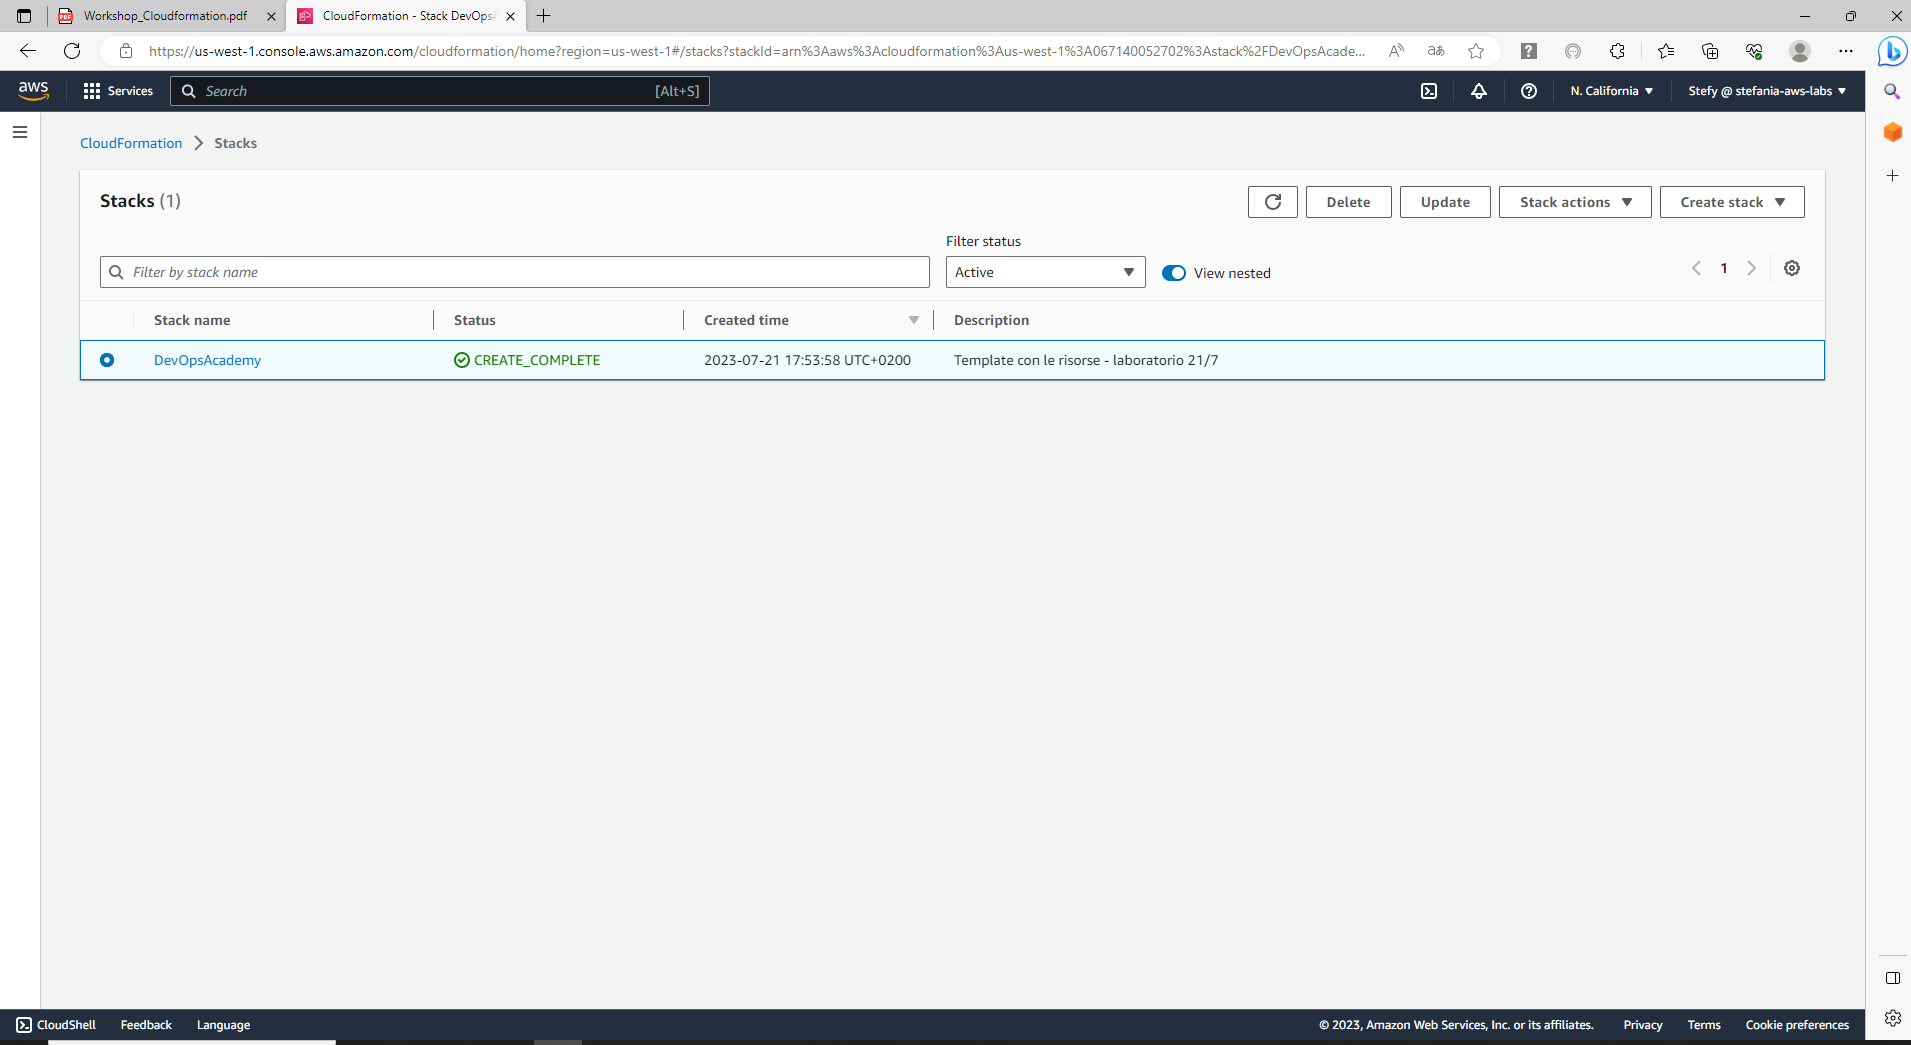 Workshop_Cloudformation.pdf
CloudFormation - Stack DevOpsA
https://us-west-1.console.aws.amazon.com/cloudformation/home?region=us-west-1#/stacks?stackId=arn%3Aaws%3Acloudformation%3Aus-west-1%3A067140052702%3Astack%2FDevOpsAcade...
aws
Services
Search
[Alt+S]
N. California
Stefy @ stefania-aws-labs
CloudFormation
Stacks
Stacks (1)
Delete
Update
Stack actions
Create stack
Filter status
Filter by stack name
Active
View nested
1
Stack name
Status
Created time
Description
DevOpsAcademy
CREATE_COMPLETE
2023-07-21 17:53:58 UTC+0200
Template con le risorse - laboratorio 21/7
CloudShell
Feedback
Language
© 2023, Amazon Web Services, Inc. or its affiliates.
Privacy
Terms
Cookie preferences